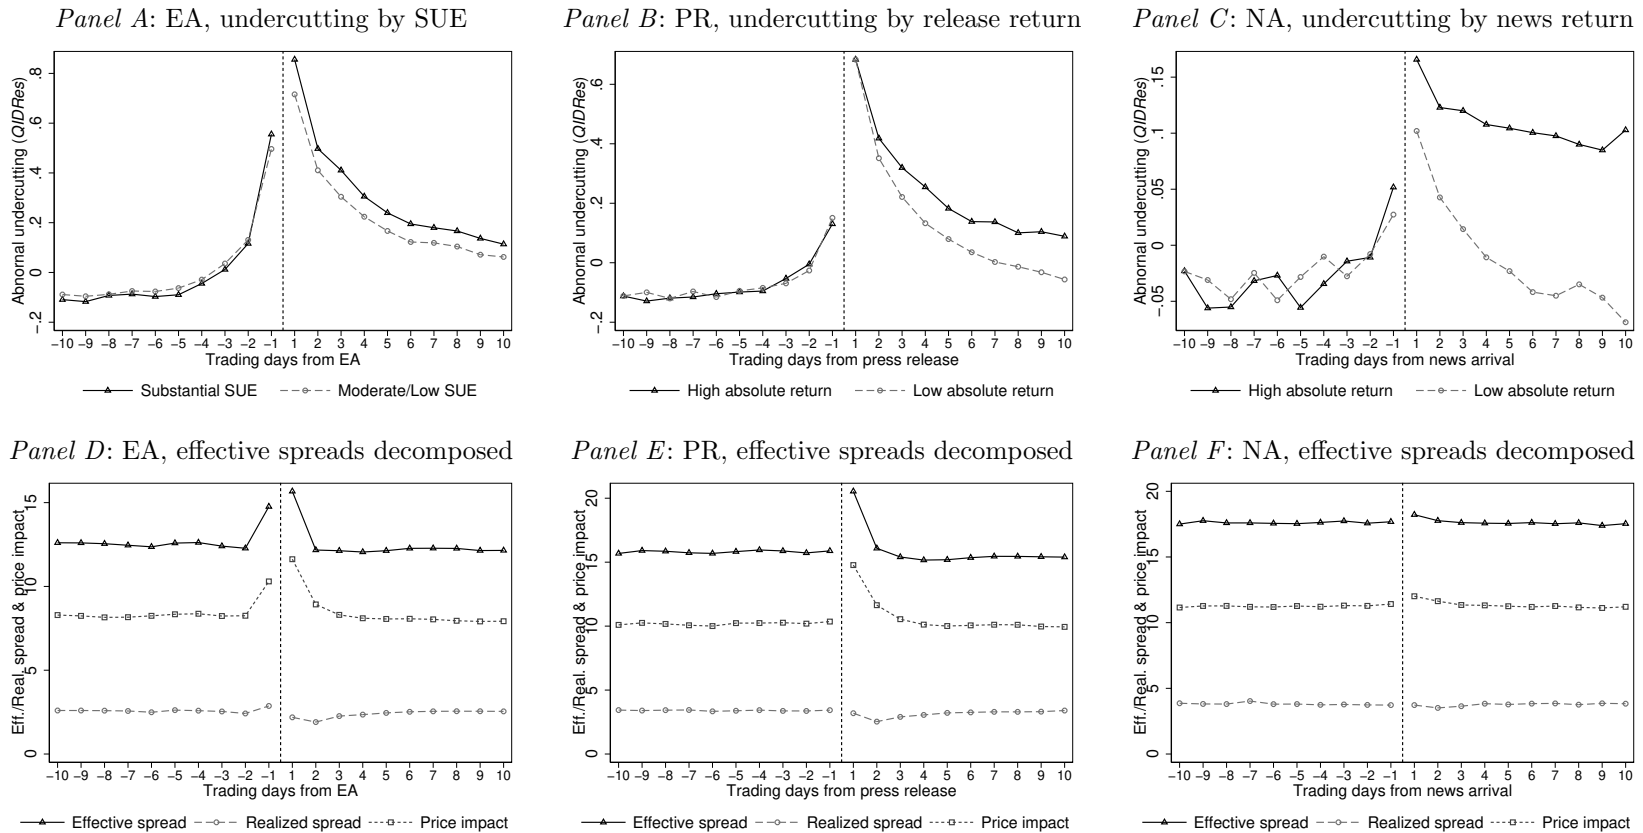 Panel A: EA, undercutting by SUE
Panel B: PR, undercutting by release return
Panel C: NA, undercutting by news return
Abnormal undercutting (QIDRes)
.8
.6
.4
.2
0
−.2
−10 −9 −8 −7 −6 −5 −4 −3 −2 −1 1 2 3 4 5 6 7 8 9 10
Trading days from EA
Substantial SUE
Moderate/Low SUE
Abnormal undercutting (QIDRes)
.6
.4
.2
0
−.2
−10 −9 −8 −7 −6 −5 −4 −3 −2 −1 1 2 3 4 5 6 7 8 9 10
Trading days from press release
High absolute return
Low absolute return
Abnormal undercutting (QIDRes)
.15
.1
.05
0
−.05
−10 −9 −8 −7 −6 −5 −4 −3 −2 −1 1 2 3 4 5 6 7 8 9 10
Trading days from news arrival
High absolute return
Low absolute return
Panel D: EA, effective spreads decomposed
Panel E: PR, effective spreads decomposed
Panel F: NA, effective spreads decomposed
Eff./Real. spread & price impact
15
10
5
0
−10 −9 −8 −7 −6 −5 −4 −3 −2 −1 1 2 3 4 5 6 7 8 9 10
Trading days from EA
Effective spread
Realized spread
Price impact
Eff./Real. spread & price impact
20
15
10
5
0
−10 −9 −8 −7 −6 −5 −4 −3 −2 −1 1 2 3 4 5 6 7 8 9 10
Trading days from press release
Effective spread
Realized spread
Price impact
Eff./Real. spread & price impact
20
15
10
5
0
−10 −9 −8 −7 −6 −5 −4 −3 −2 −1 1 2 3 4 5 6 7 8 9 10
Trading days from news arrival
Effective spread
Realized spread
Price impact